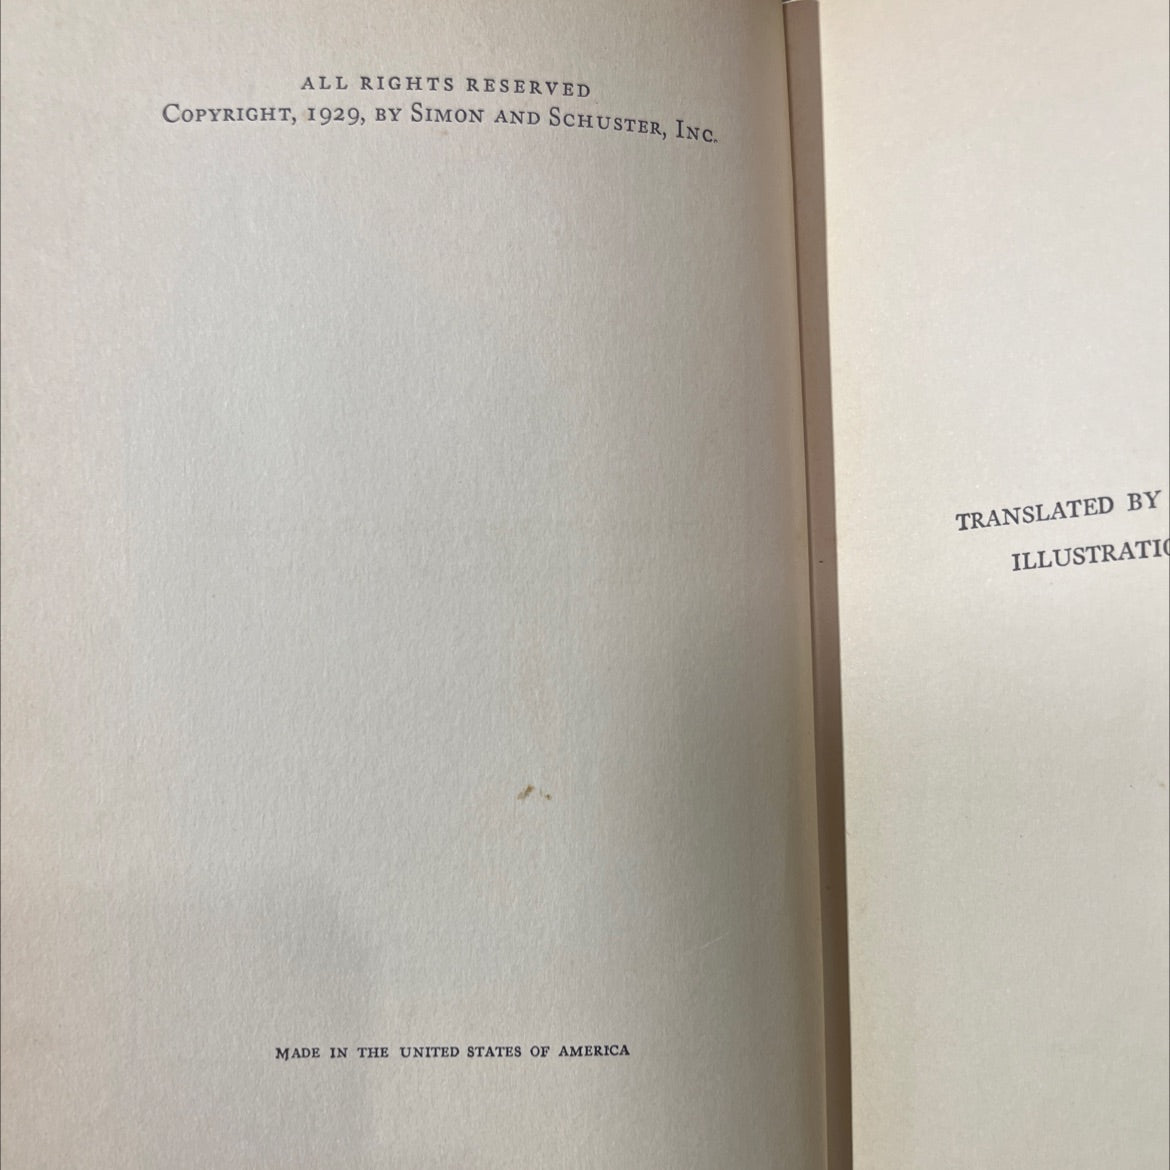 ALL RIGHTS RESERVED
COPYRIGHT, 1929, BY SIMON AND SCHUSTER, INC.
MADE IN THE UNITED STATES OF AMERICA
TRANSLATED BY